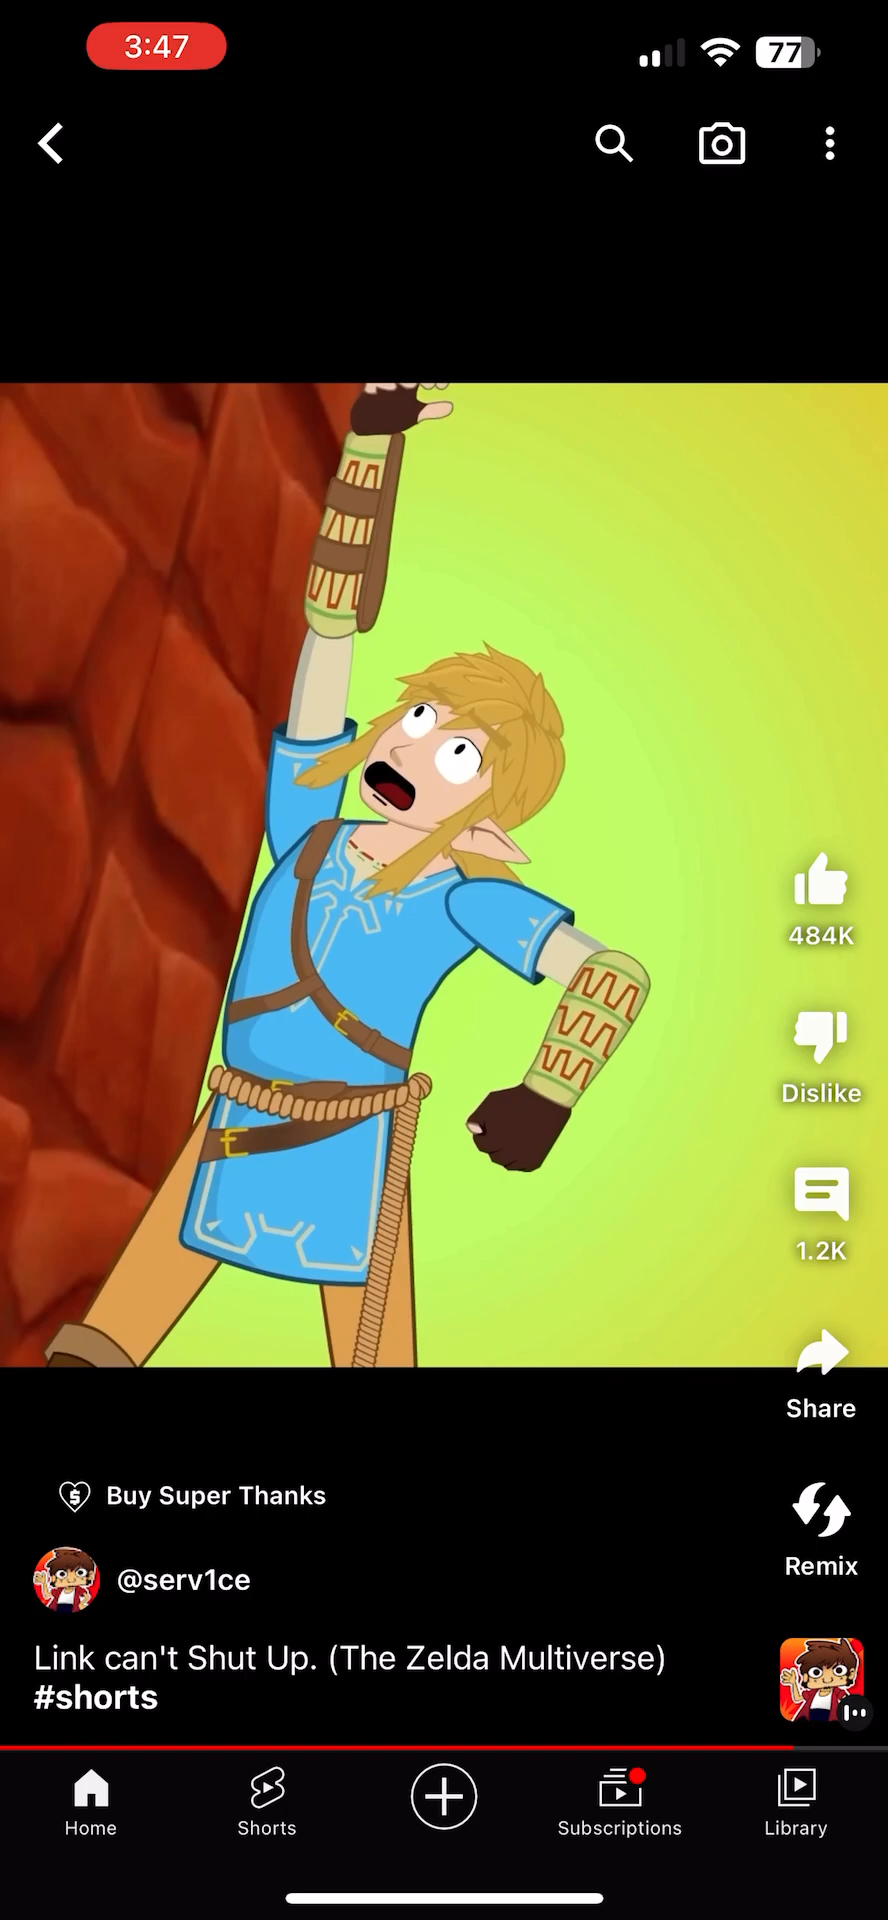 3:47
77
484K
Dislike
1.2K
Share
Buy Super Thanks
Remix
@serv1ce
Link can't Shut Up. (The Zelda Multiverse)
#shorts
Home
Shorts
Subscriptions
Library